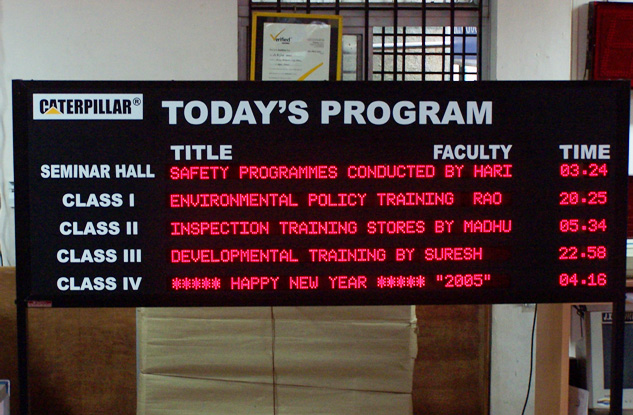 Verified
CATERPILLAR® TODAY'S PROGRAM
TITLE FACULTY TIME
SEMINAR HALL SAFETY PROGRAMMES CONDUCTED BY HARI 03.24
CLASS I ENVIRONMENTAL POLICY TRAINING RAO 20.25
CLASS II INSPECTION TRAINING STORES BY MADHU 05.34
CLASS III DEVELOPMENTAL TRAINING BY SURESH 22.58
CLASS IV ***** HAPPY NEW YEAR ***** "2005" 04.16